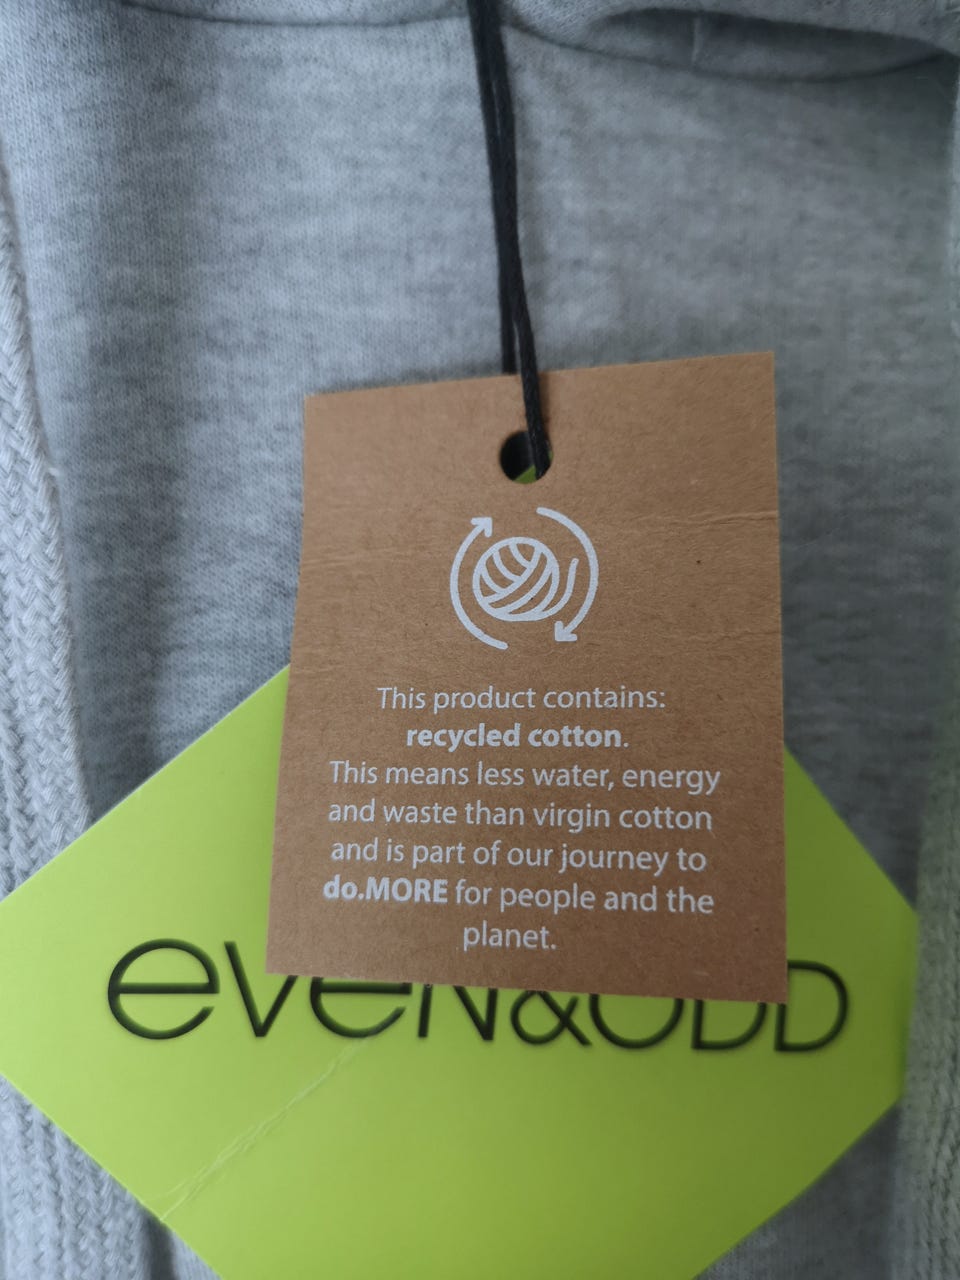 This product contains:
recycled cotton.
This means less water, energy
and waste than virgin cotton
and is part of our journey to
do.MORE for people and the
planet.
eveN&ODD